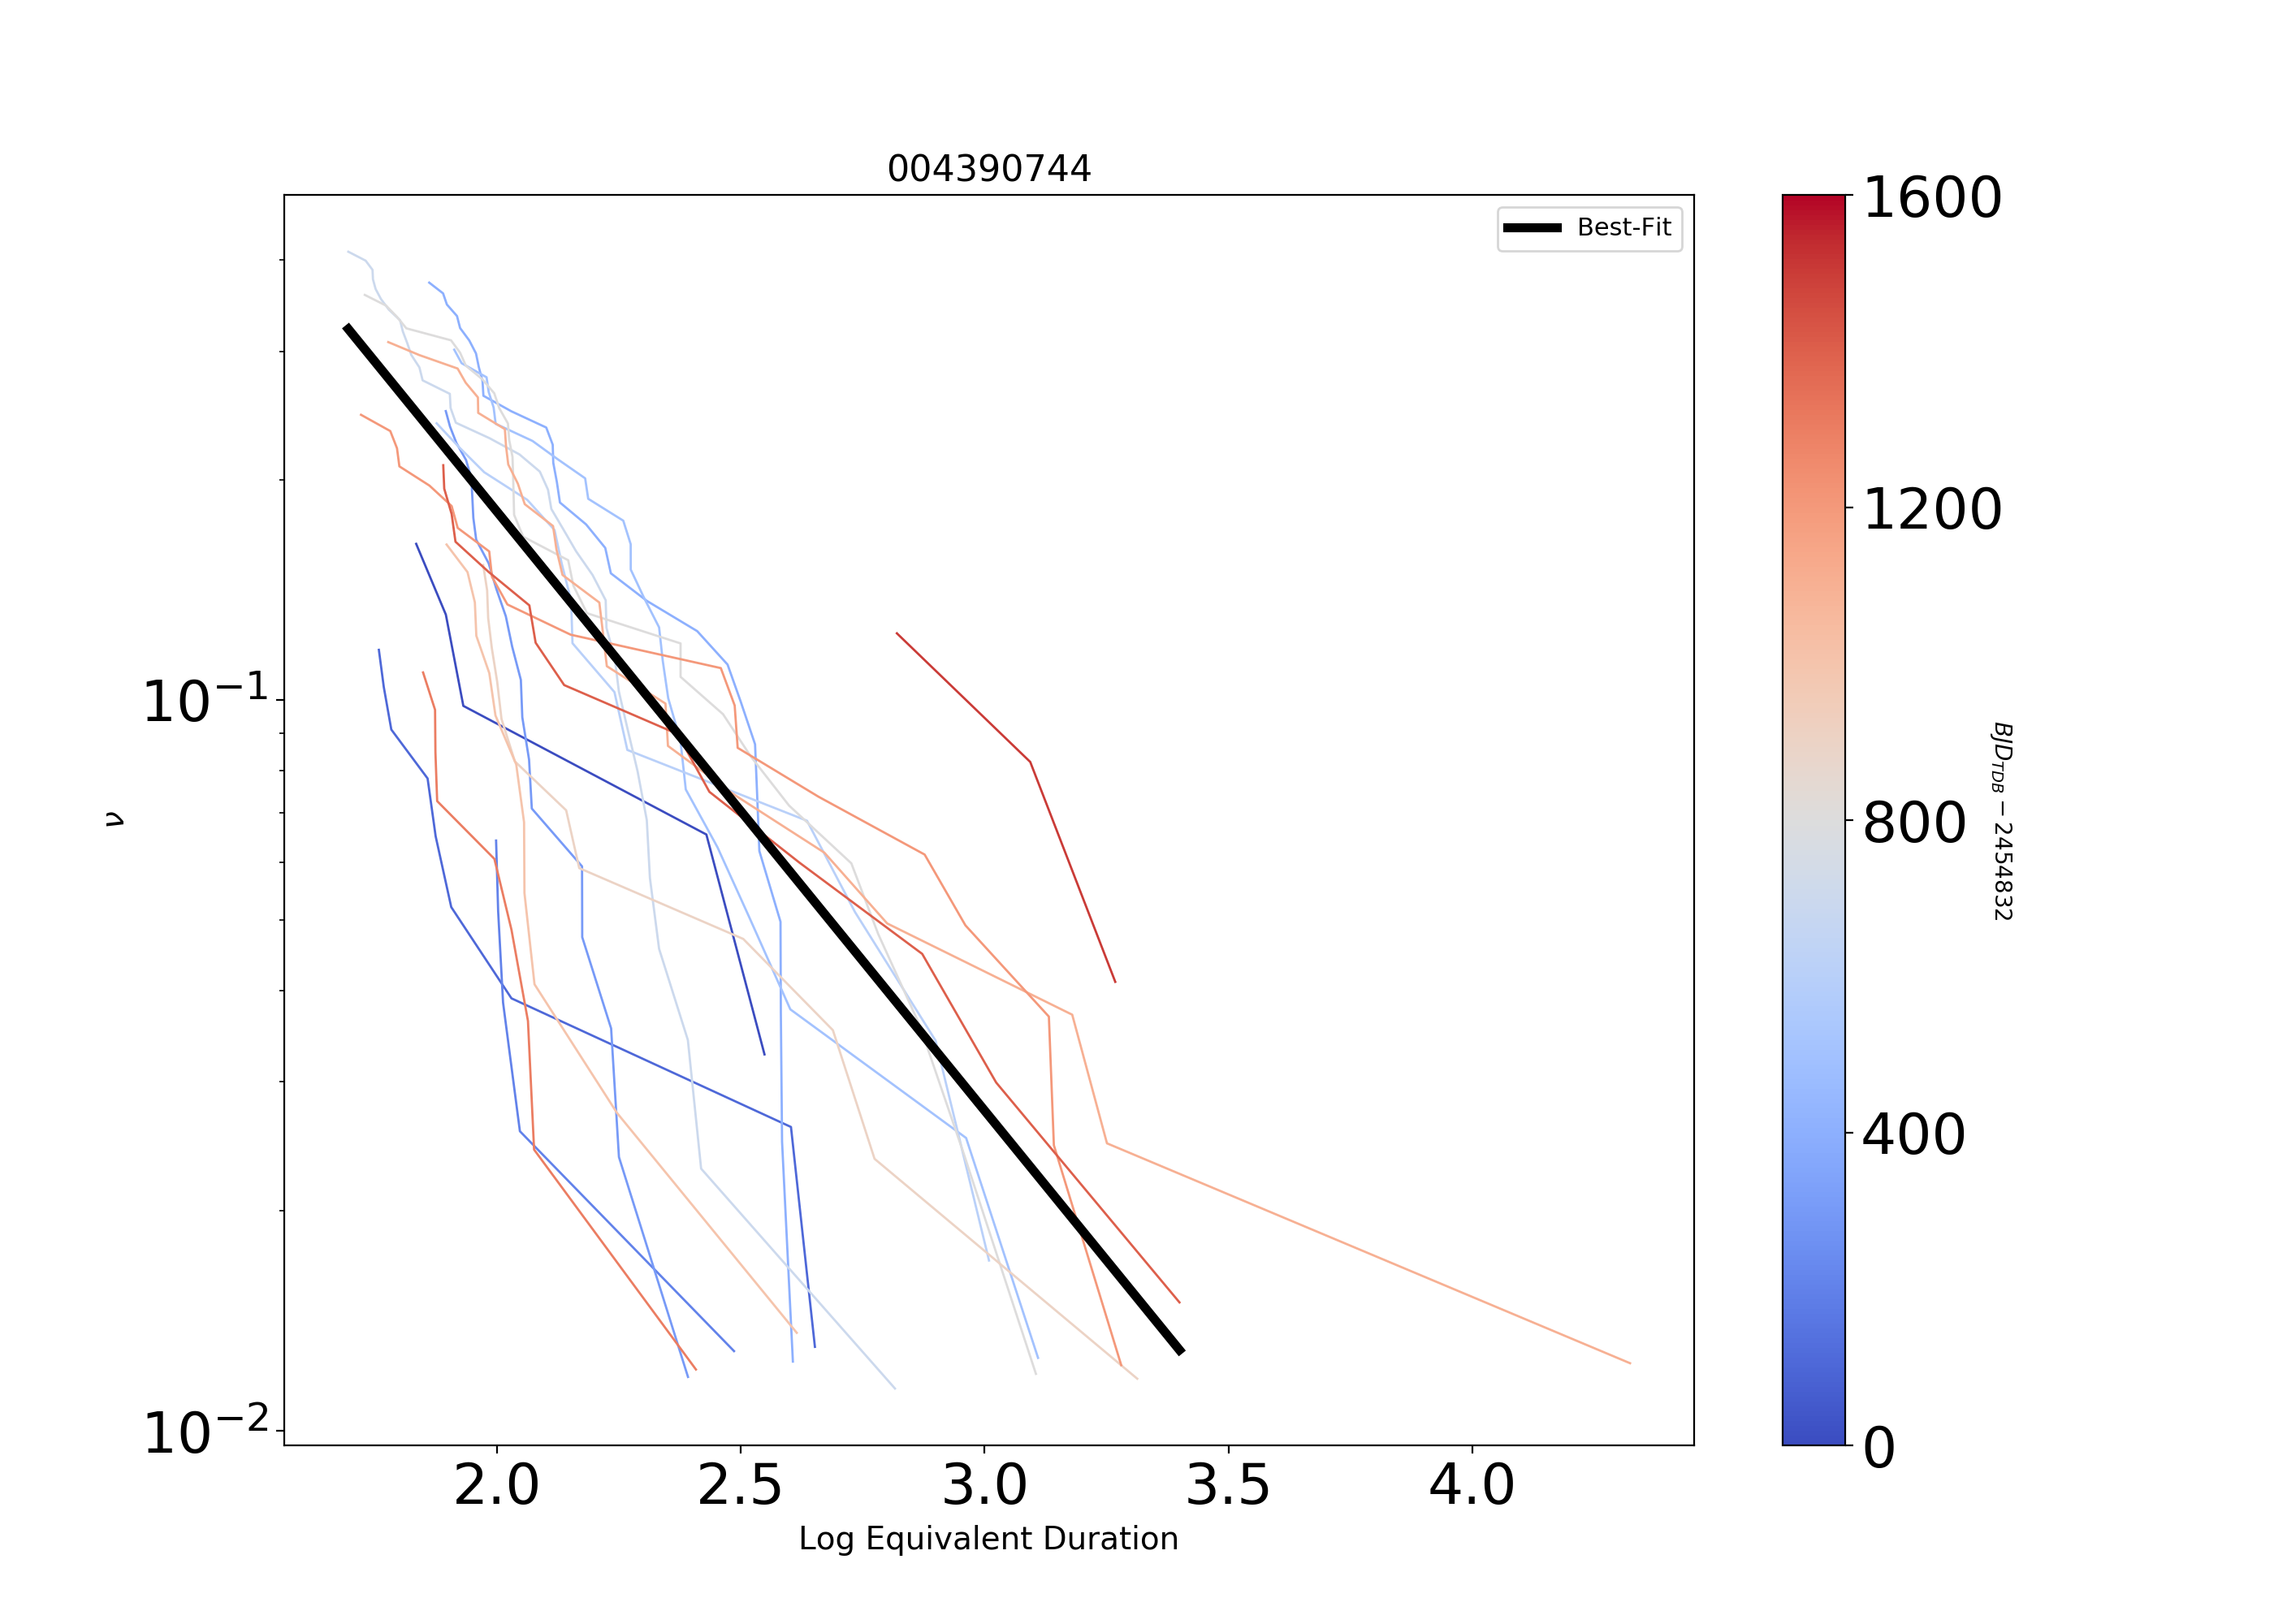 004390744
Best-Fit
10⁻¹
10⁻²
ν
2.0 2.5 3.0 3.5 4.0
Log Equivalent Duration
1600
1200
800
400
0
BJD_TDB − 2454832